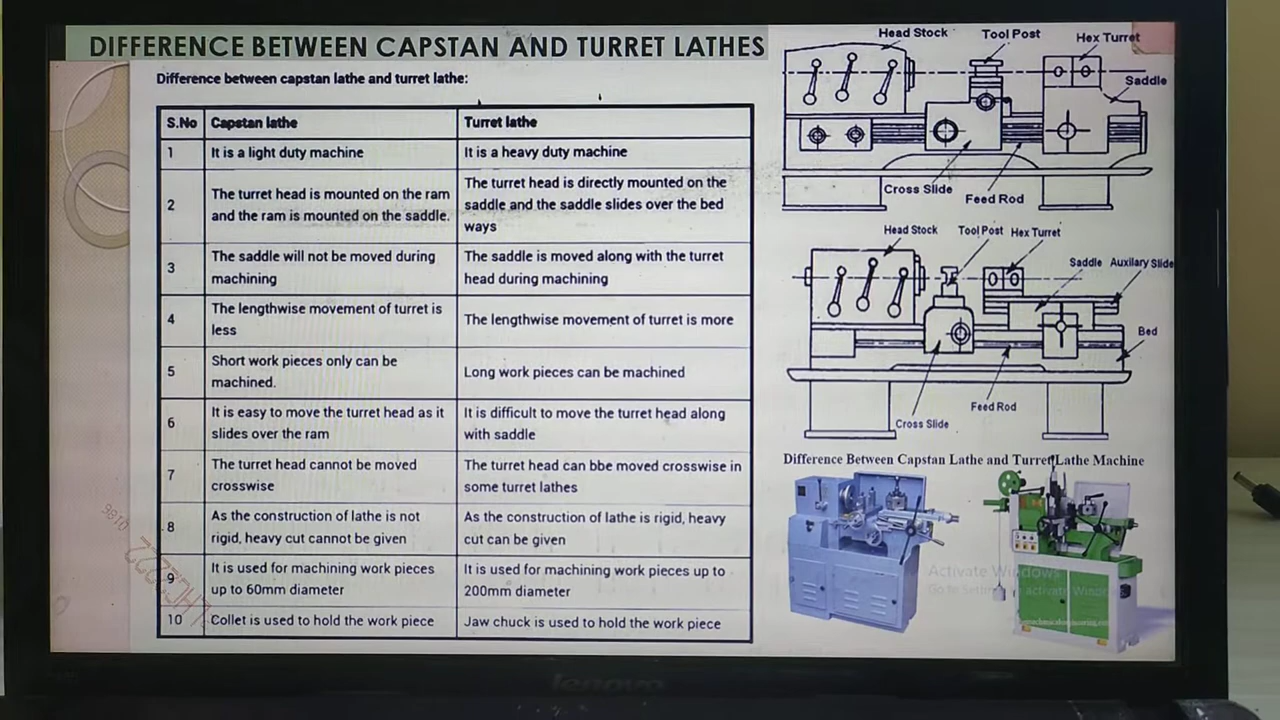 DIFFERENCE BETWEEN CAPSTAN AND TURRET LATHES
Difference between capstan lathe and turret lathe:
S.No Capstan lathe Turret lathe
1 It is a light duty machine It is a heavy duty machine
2 The turret head is mounted on the ram
and the ram is mounted on the saddle.
The turret head is directly mounted on the
saddle and the saddle slides over the bed
ways
3 The saddle will not be moved during
machining
The saddle is moved along with the turret
head during machining
4 The lengthwise movement of turret is
less
The lengthwise movement of turret is more
5 Short work pieces only can be
machined.
Long work pieces can be machined
6 It is easy to move the turret head as it
slides over the ram
It is difficult to move the turret head along
with saddle
7 The turret head cannot be moved
crosswise
The turret head can bbe moved crosswise in
some turret lathes
8 As the construction of lathe is not
rigid, heavy cut cannot be given
As the construction of lathe is rigid, heavy
cut can be given
9 It is used for machining work pieces
up to 60mm diameter
It is used for machining work pieces up to
200mm diameter
10 Collet is used to hold the work piece Jaw chuck is used to hold the work piece
Head Stock Tool Post Hex Turret
Saddle
Cross Slide
Feed Rod
Head Stock Tool Post Hex Turret
Saddle Auxilary Slide
Bed
Feed Rod
Cross Slide
Difference Between Capstan Lathe and Turret Lathe Machine
Activate Windows
Go to Settings to activate Windows
lenovo